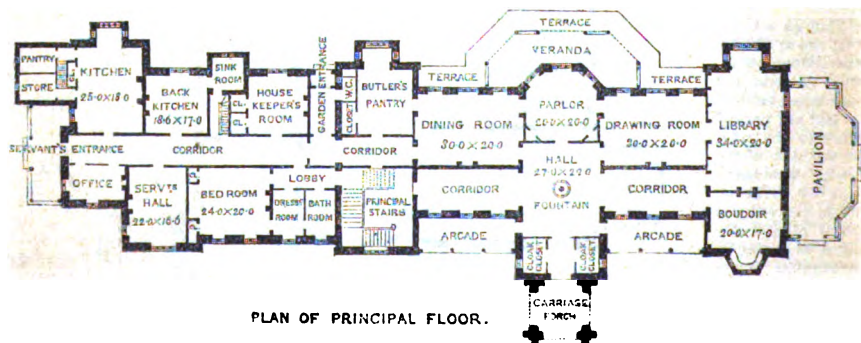 TERRACE
VERANDA
TERRACE
TERRACE
PANTRY
STORE
CL.
KITCHEN
25·0X18·0
BACK
KITCHEN
18·6X17·0
SINK
ROOM
CL.
CL.
HOUSE
KEEPER'S
ROOM
GARDEN ENTRANCE
W.C.
CLOSET
BUTLER'S
PANTRY
DINING ROOM
30·0X20·0
PARLOR
20·0X20·0
DRAWING ROOM
30·0X20·0
LIBRARY
34·0X20·0
PAVILION
SERVANT'S ENTRANCE
CORRIDOR
CORRIDOR
HALL
27·0X22·0
FOUNTAIN
CORRIDOR
CORRIDOR
OFFICE
SERVTS
HALL
22·0X16·6
BED ROOM
24·0X20·0
LOBBY
DRESS
ROOM
BATH
ROOM
PRINCIPAL
STAIRS
BOUDOIR
20·0X17·0
ARCADE
ARCADE
CLOAK
CLOSET
CLOAK
CLOSET
CARRIAGE
PORCH
PLAN OF PRINCIPAL FLOOR.